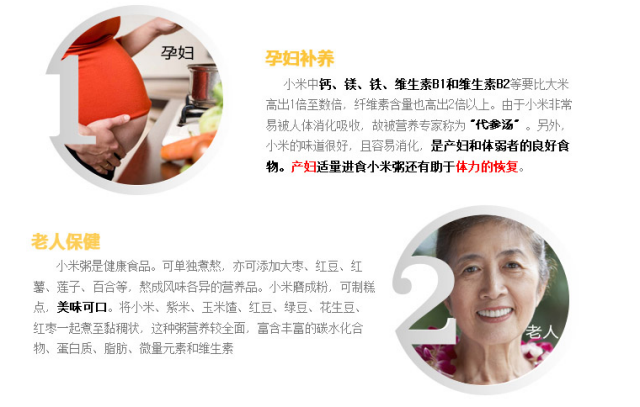 1
孕妇
孕妇补养
小米中钙、镁、铁、维生素B1和维生素B2等要比大米
高出1倍至数倍，纤维素含量也高出2倍以上。由于小米非常
易被人体消化吸收，故被营养专家称为“代参汤”。另外，
小米的味道很好，且容易消化，是产妇和体弱者的良好食
物。产妇适量进食小米粥还有助于体力的恢复。
老人保健
小米粥是健康食品。可单独煮熬，亦可添加大枣、红豆、红
薯、莲子、百合等，熬成风味各异的营养品。小米磨成粉，可制糕
点，美味可口。将小米、紫米、玉米渣、红豆、绿豆、花生豆、
红枣一起煮至黏稠状，这种粥营养较全面，富含丰富的碳水化合
物、蛋白质、脂肪、微量元素和维生素
2
老人